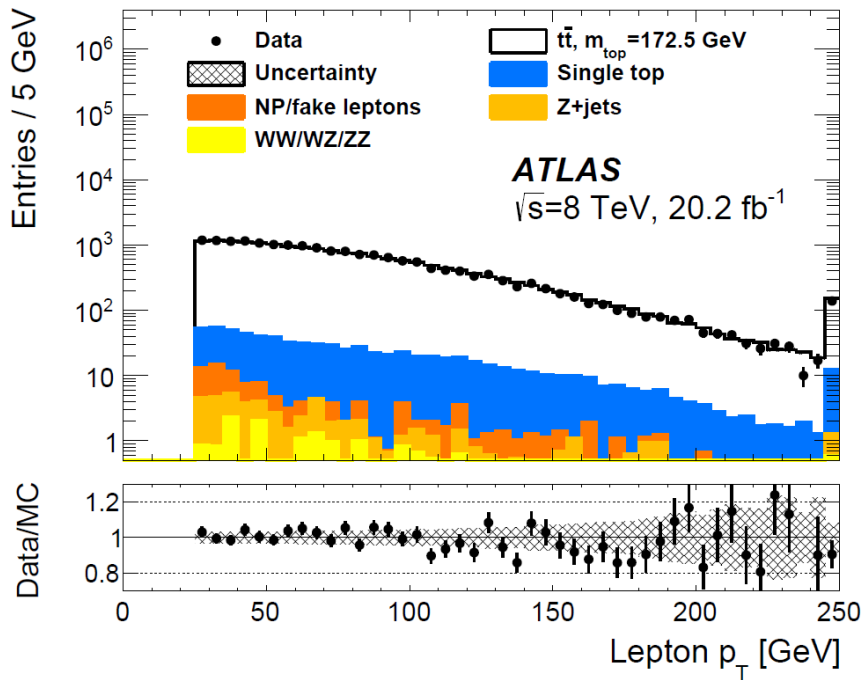 Entries / 5 GeV
10⁶
10⁵
10⁴
10³
10²
10
1
Data
Uncertainty
NP/fake leptons
WW/WZ/ZZ
tt̄, m_top=172.5 GeV
Single top
Z+jets
ATLAS
√s=8 TeV, 20.2 fb⁻¹
Data/MC
1.2
1
0.8
0 50 100 150 200 250
Lepton p_T [GeV]